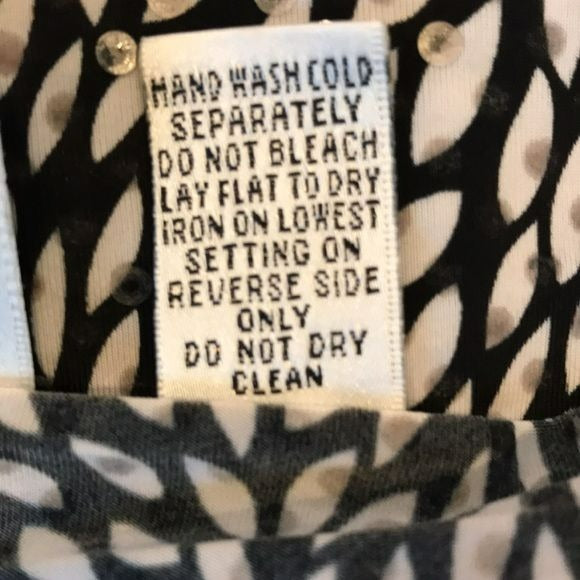 HAND WASH COLD
SEPARATELY
DO NOT BLEACH
LAY FLAT TO DRY
IRON ON LOWEST
SETTING ON
REVERSE SIDE
ONLY
DO NOT DRY
CLEAN